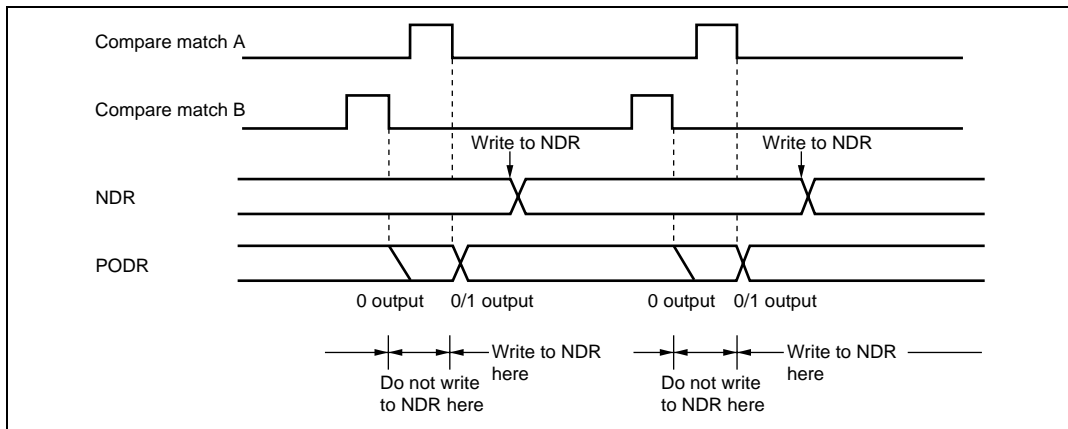 Compare match A
Compare match B
Write to NDR Write to NDR
NDR
PODR
0 output 0/1 output 0 output 0/1 output
Write to NDR here
Do not write to NDR here
Write to NDR here
Do not write to NDR here